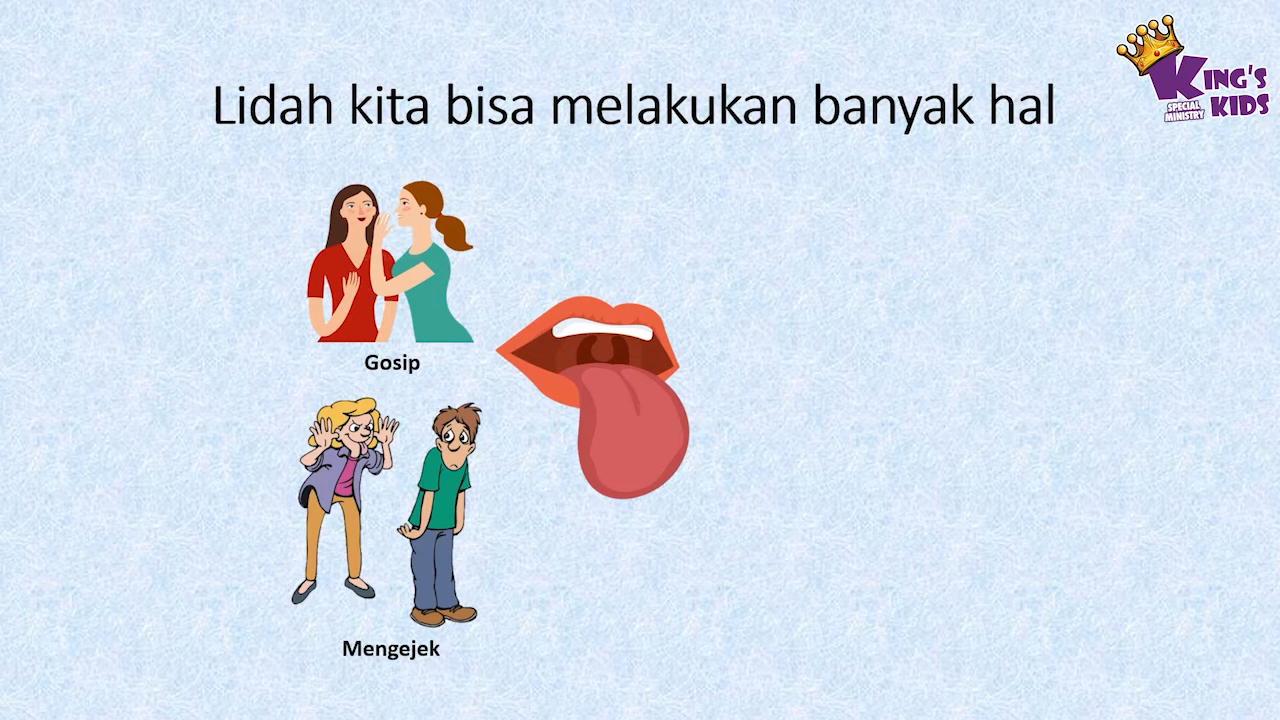 Lidah kita bisa melakukan banyak hal
KING'S
SPECIAL MINISTRY
KIDS
Gosip
Mengejek